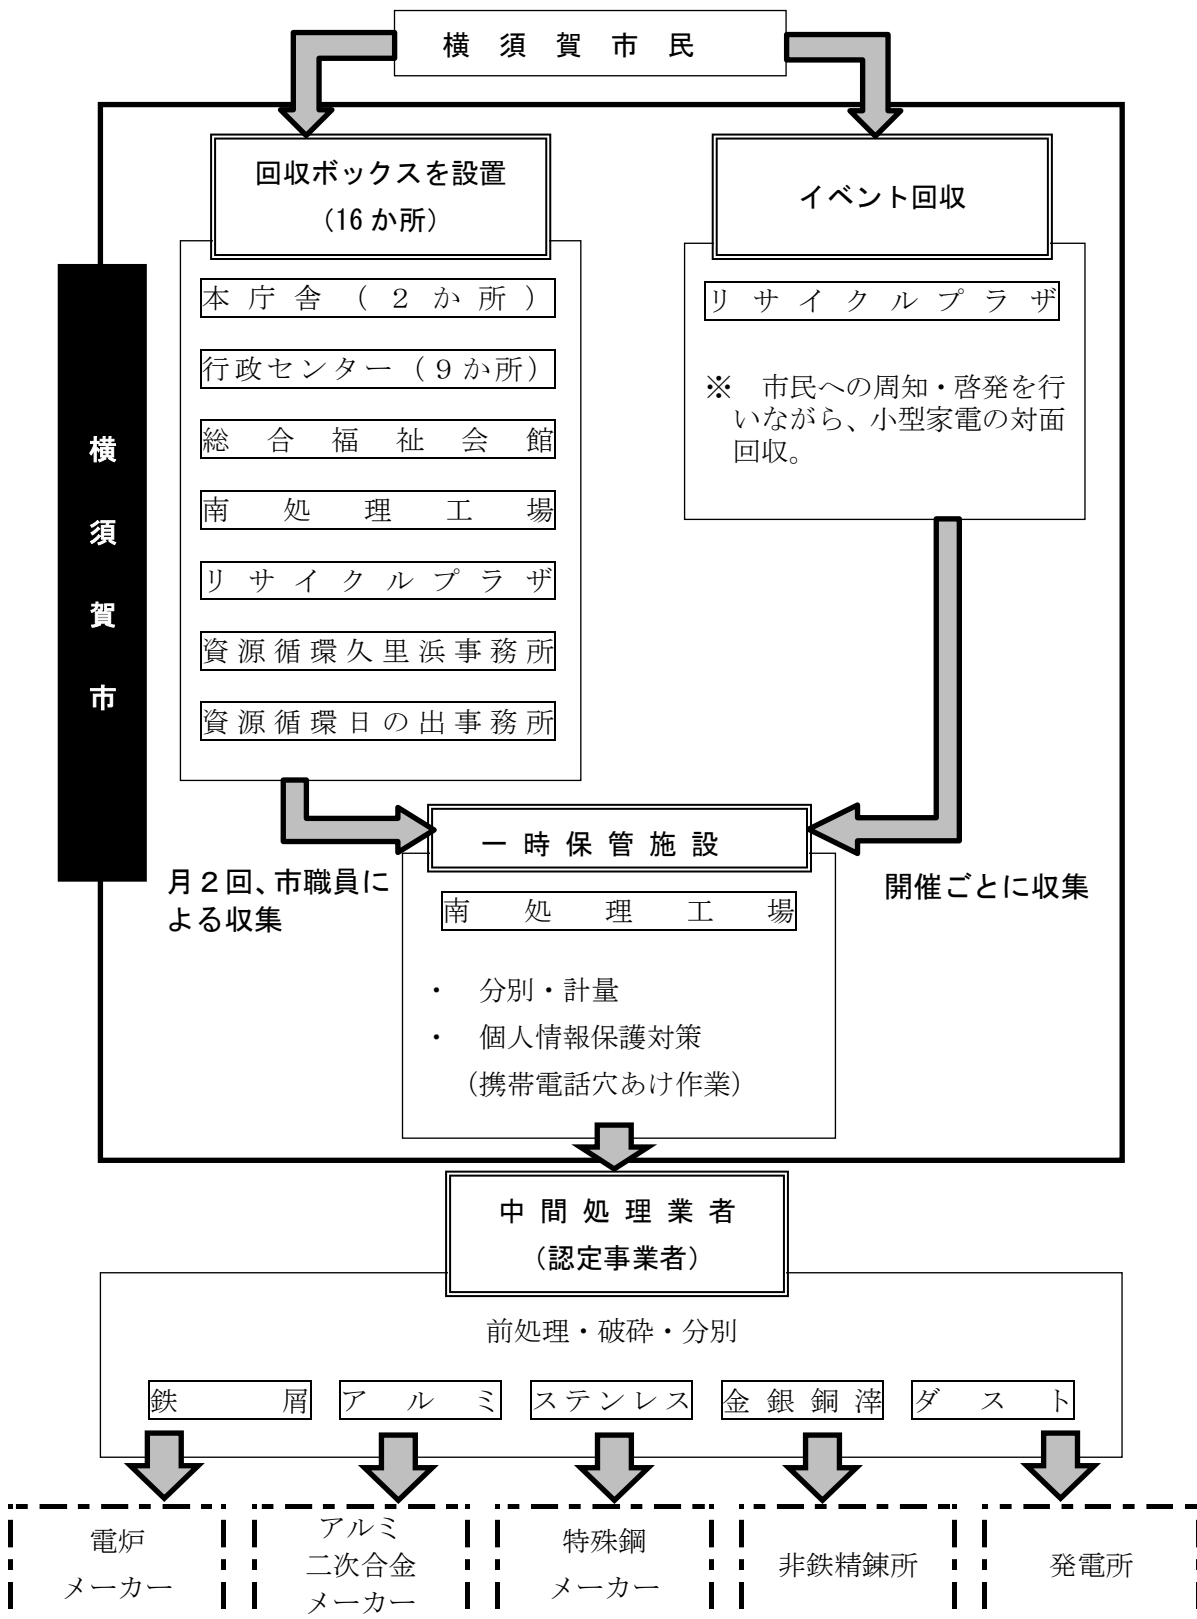 横須賀市民
回収ボックスを設置
（16か所）
イベント回収
本庁舎（２か所）
行政センター（９か所）
総合福祉会館
南処理工場
リサイクルプラザ
資源循環久里浜事務所
資源循環日の出事務所
リサイクルプラザ
※　市民への周知・啓発を行
いながら、小型家電の対面
回収。
横須賀市
月２回、市職員に
よる収集
開催ごとに収集
一時保管施設
南処理工場
・　分別・計量
・　個人情報保護対策
（携帯電話穴あけ作業）
中間処理業者
（認定事業者）
前処理・破砕・分別
鉄屑
アルミ
ステンレス
金銀銅滓
ダスト
電炉
メーカー
アルミ
二次合金
メーカー
特殊鋼
メーカー
非鉄精錬所
発電所